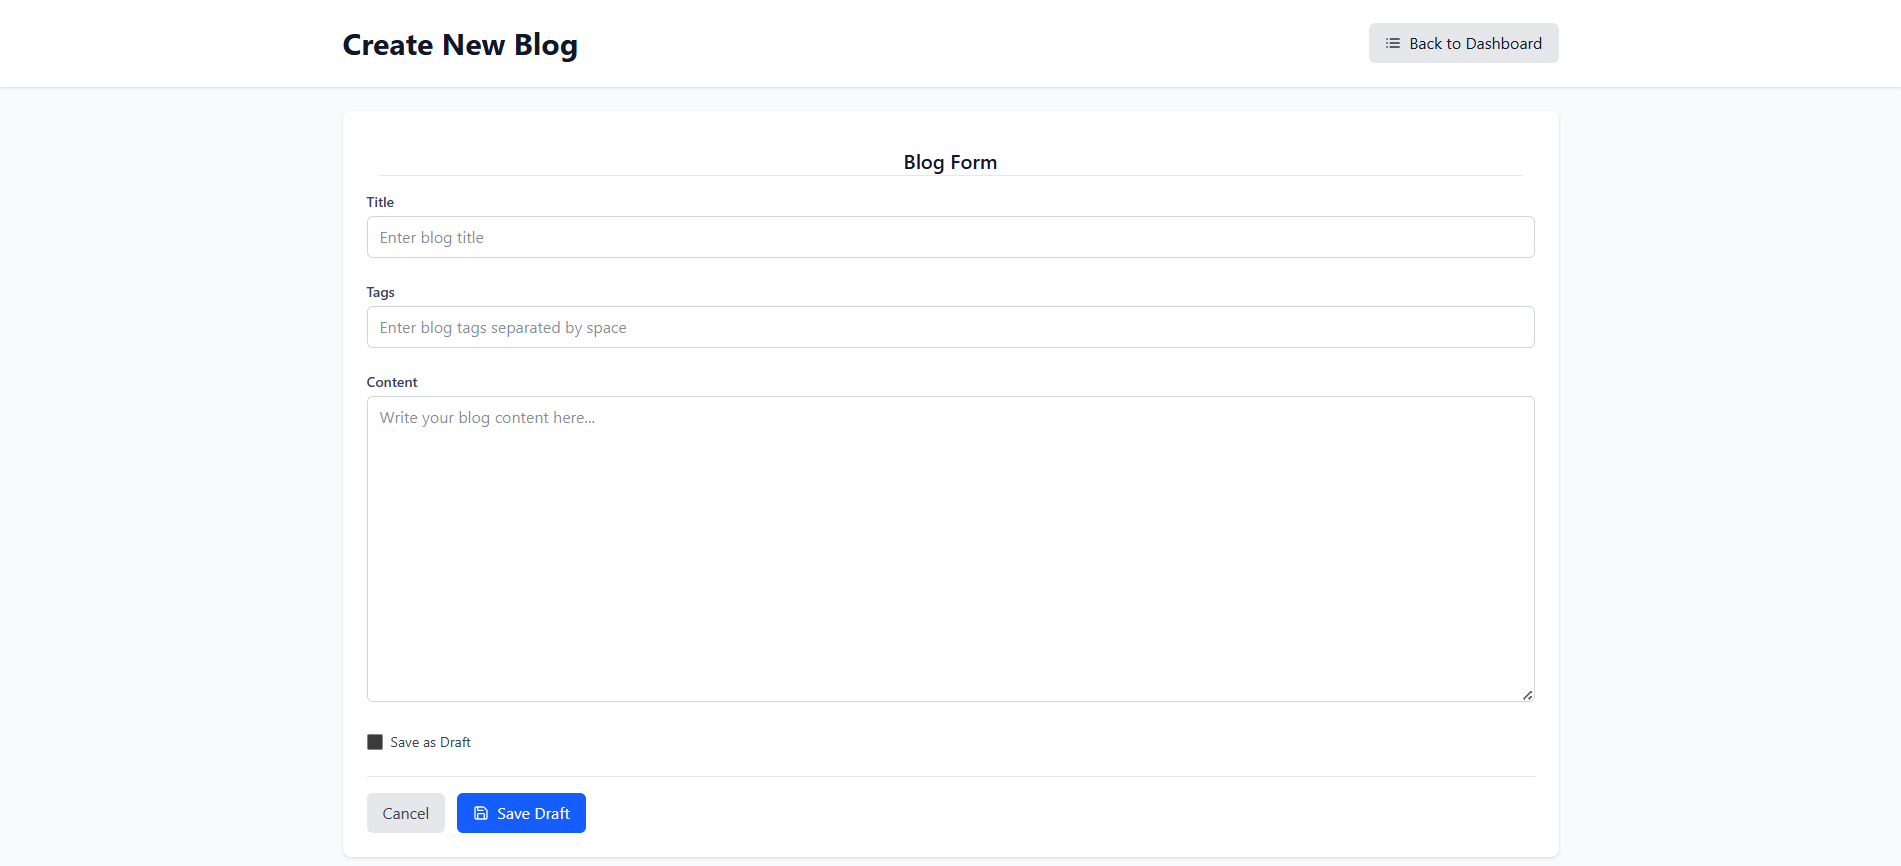 Create New Blog
Back to Dashboard
Blog Form
Title
Enter blog title
Tags
Enter blog tags separated by space
Content
Write your blog content here...
Save as Draft
Cancel
Save Draft